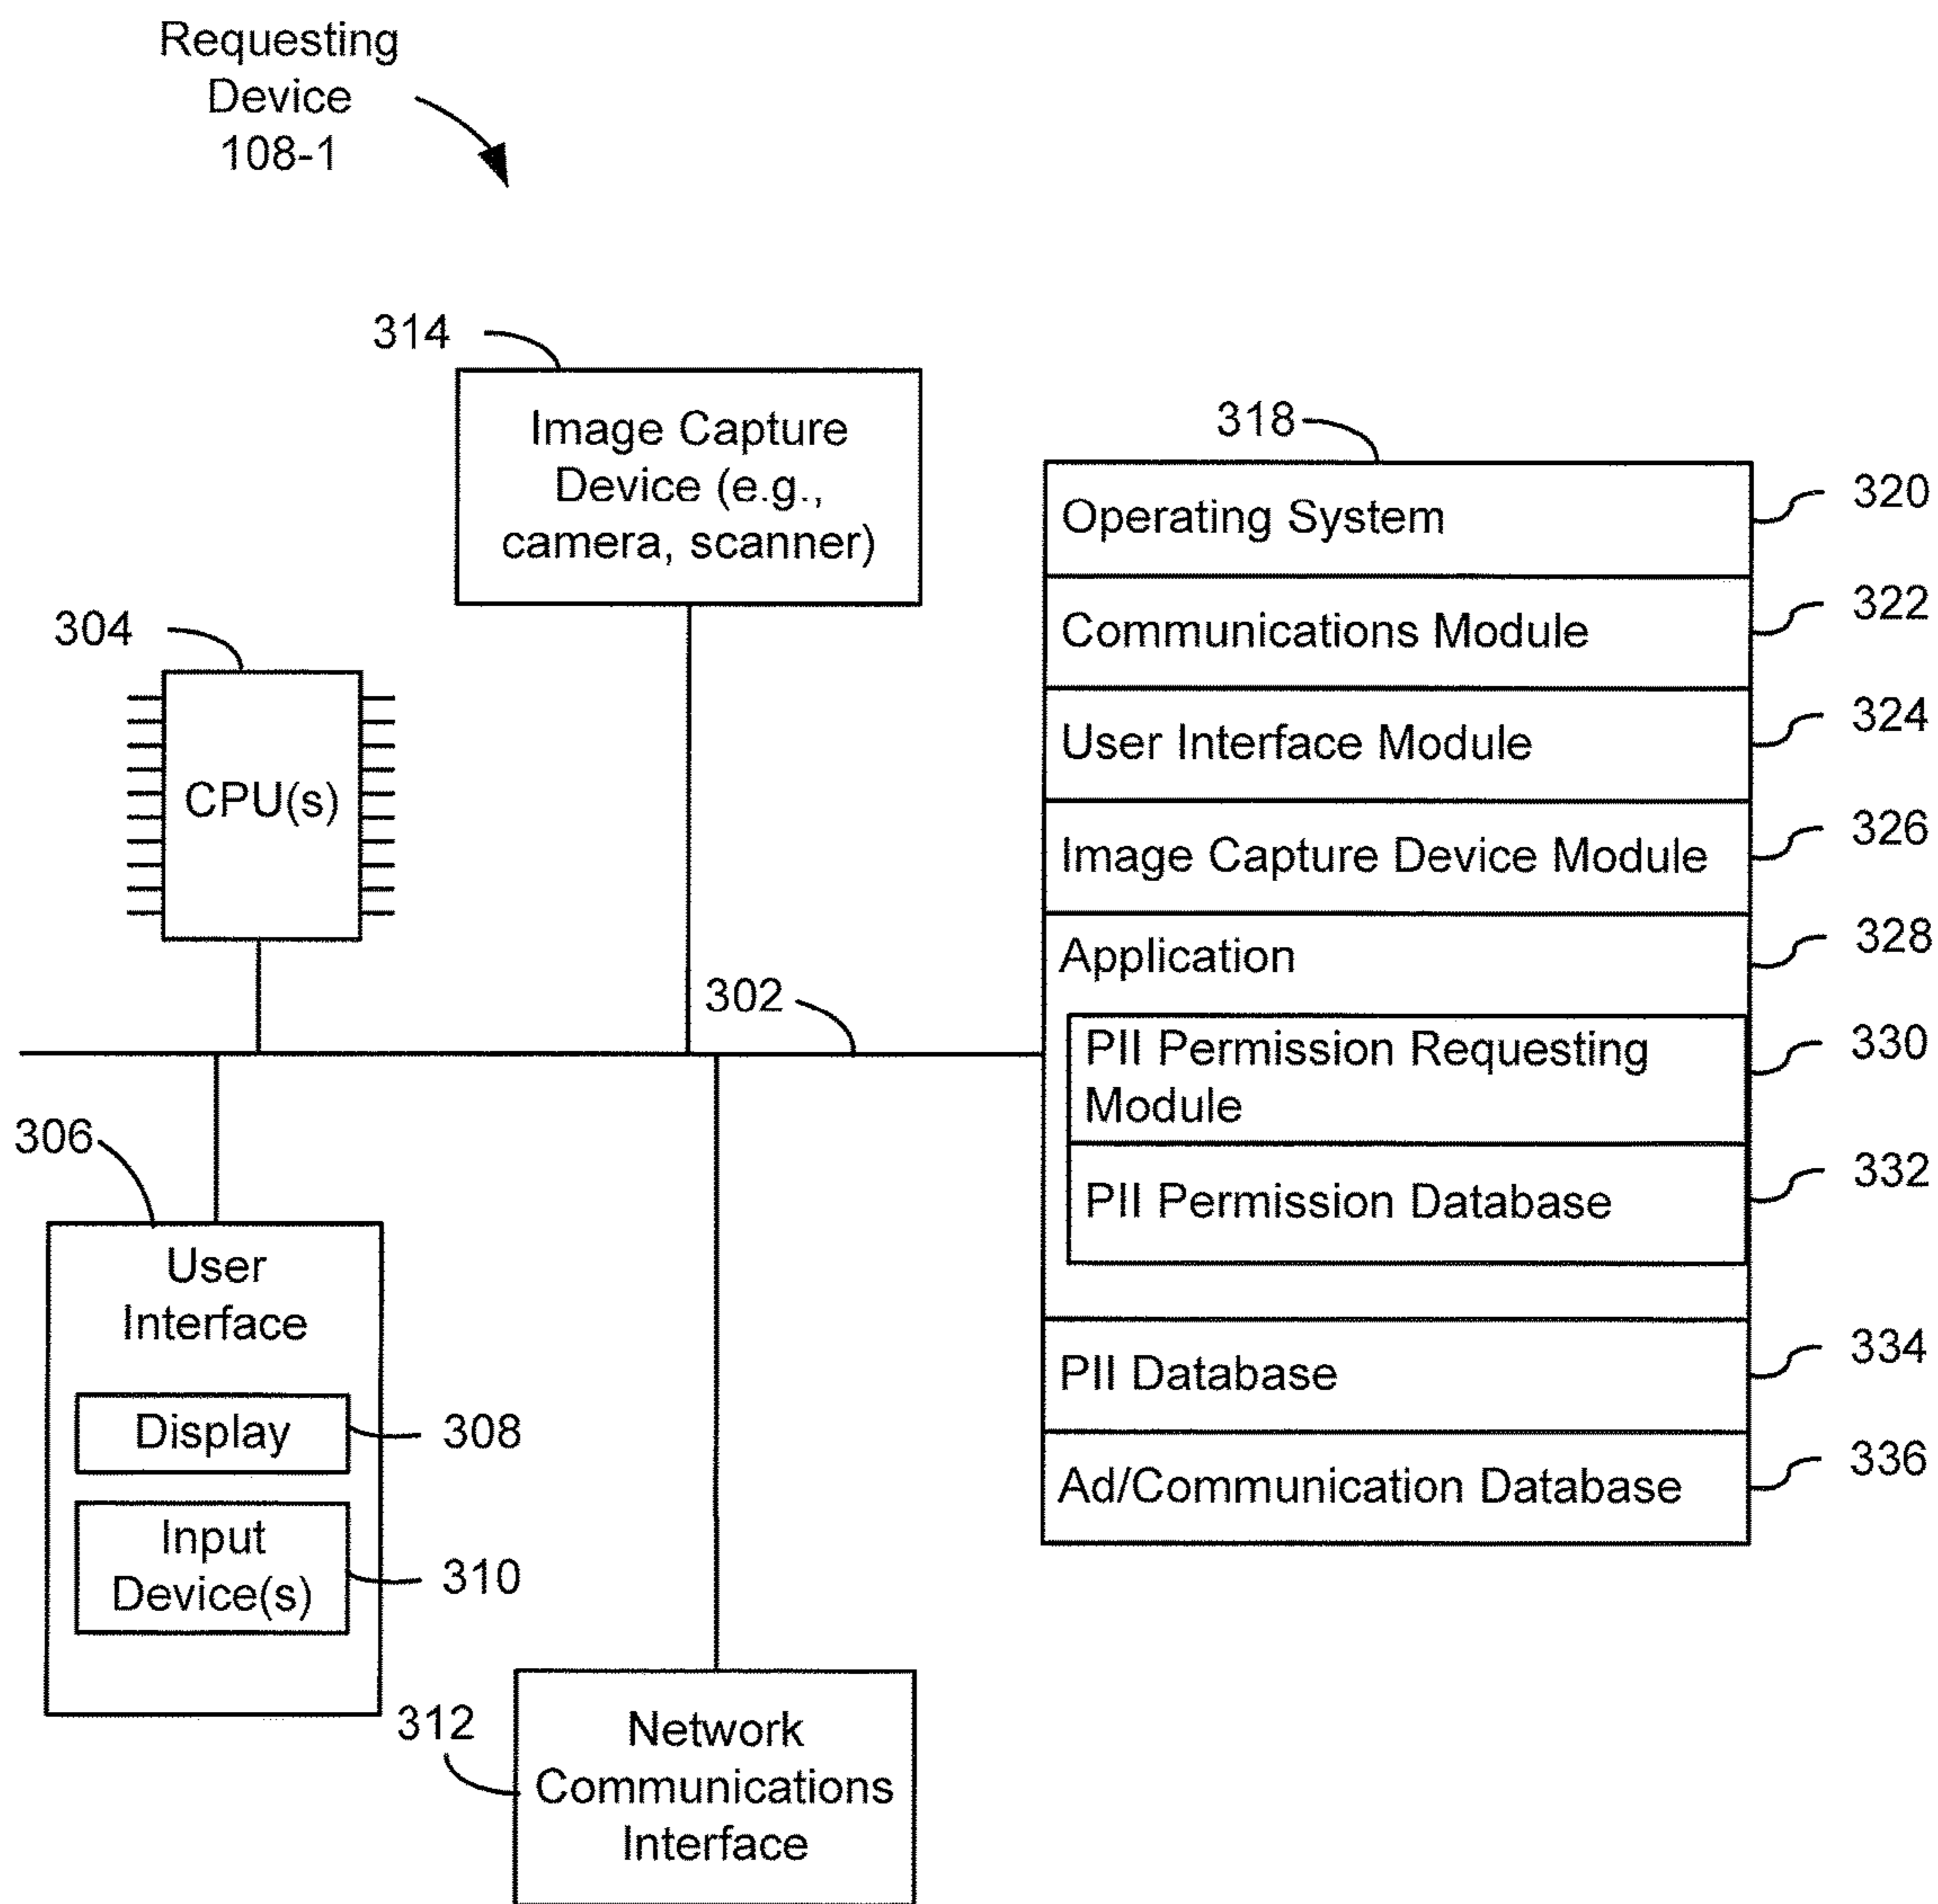 Requesting
Device
108-1
314
Image Capture
Device (e.g.,
camera, scanner)
304
CPU(s)
302
306
User
Interface
Display
308
Input
Device(s)
310
312
Network
Communications
Interface
318
Operating System
320
Communications Module
322
User Interface Module
324
Image Capture Device Module
326
Application
328
PII Permission Requesting
Module
330
PII Permission Database
332
PII Database
334
Ad/Communication Database
336